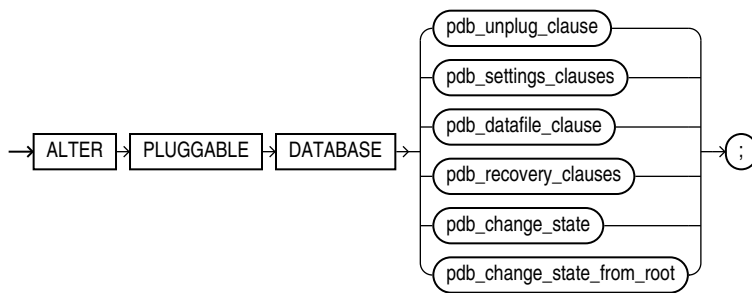 pdb_unplug_clause
pdb_settings_clauses
pdb_datafile_clause
ALTER PLUGGABLE DATABASE ;
pdb_recovery_clauses
pdb_change_state
pdb_change_state_from_root